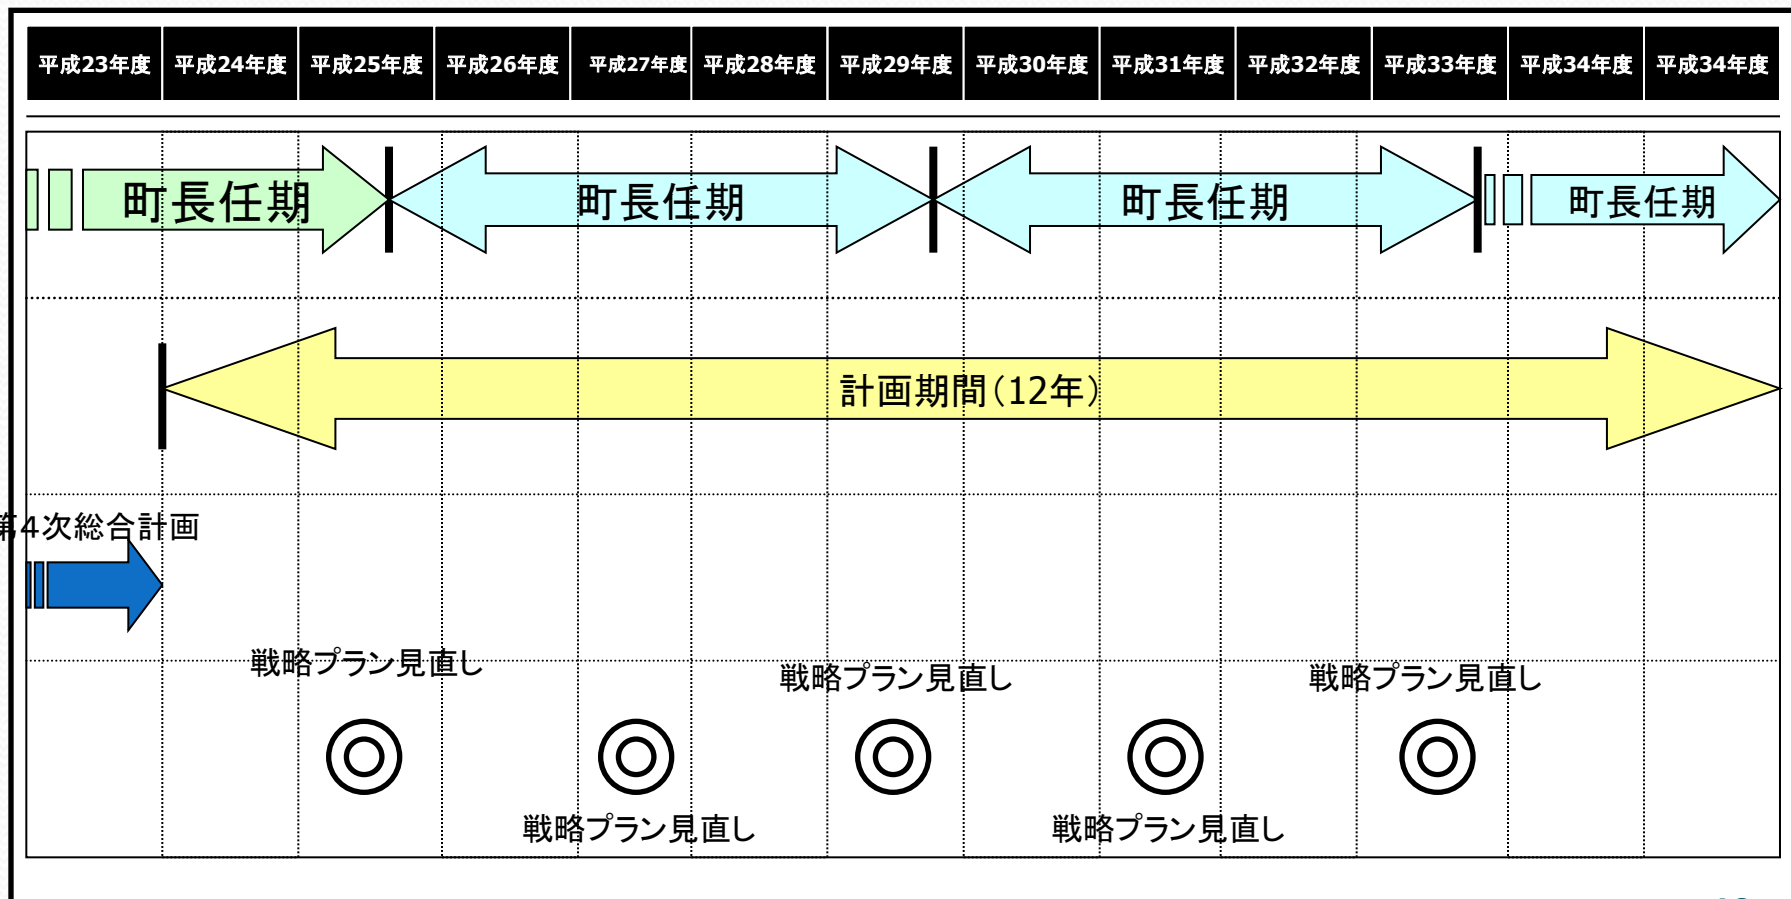 平成23年度 平成24年度 平成25年度 平成26年度 平成27年度 平成28年度 平成29年度 平成30年度 平成31年度 平成32年度 平成33年度 平成34年度 平成34年度
町長任期 町長任期 町長任期 町長任期
計画期間(12年)
第4次総合計画
戦略プラン見直し 戦略プラン見直し 戦略プラン見直し
戦略プラン見直し 戦略プラン見直し